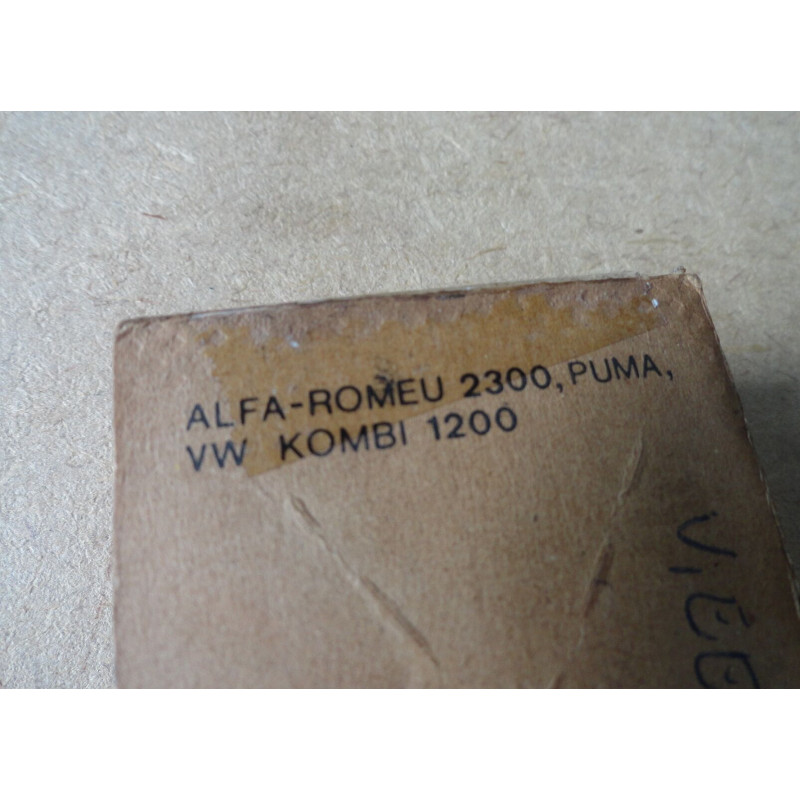 ALFA-ROMEU 2300, PUMA,
VW KOMBI 1200